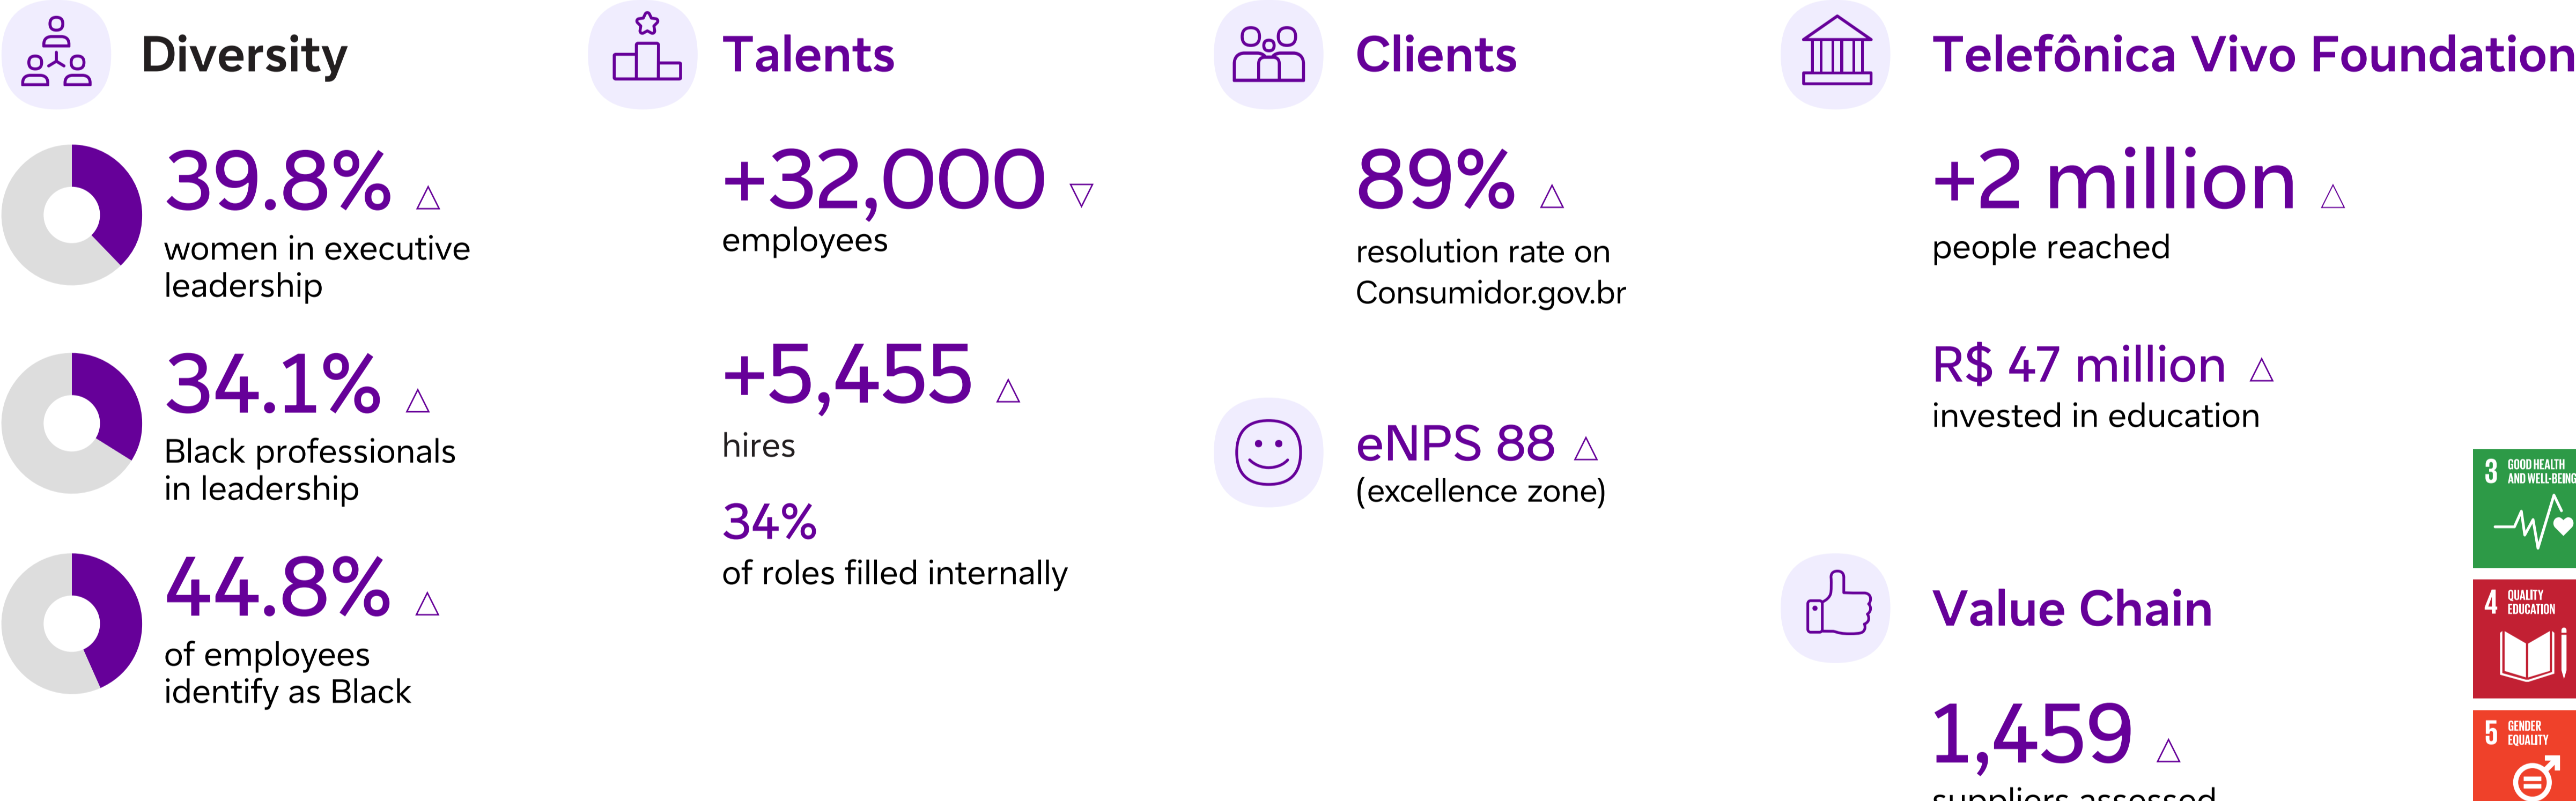 Diversity
39.8% △
women in executive
leadership
34.1% △
Black professionals
in leadership
44.8% △
of employees
identify as Black
Talents
+32,000 ▽
employees
+5,455 △
hires
34%
of roles filled internally
Clients
89% △
resolution rate on
Consumidor.gov.br
eNPS 88 △
(excellence zone)
Telefônica Vivo Foundation
+2 million △
people reached
R$ 47 million △
invested in education
Value Chain
1,459 △
suppliers assessed
3 GOOD HEALTH
AND WELL-BEING
4 QUALITY
EDUCATION
5 GENDER
EQUALITY